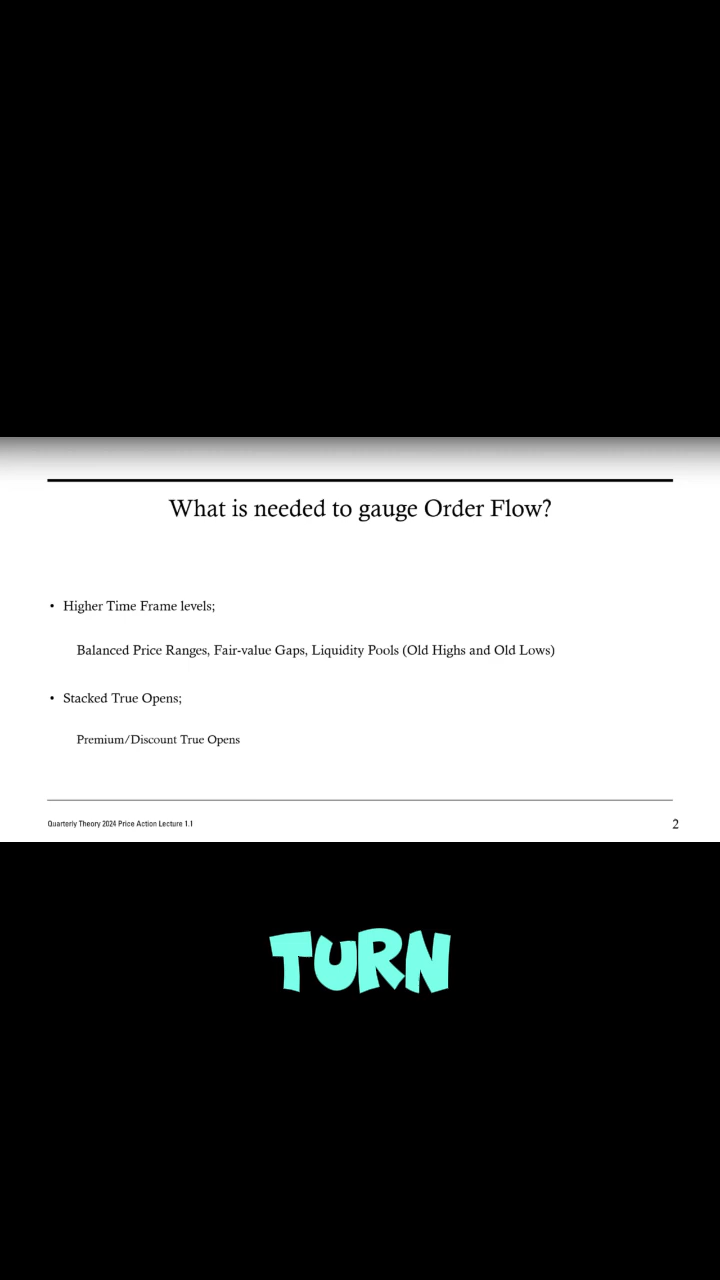 What is needed to gauge Order Flow?
• Higher Time Frame levels;
Balanced Price Ranges, Fair-value Gaps, Liquidity Pools (Old Highs and Old Lows)
• Stacked True Opens;
Premium/Discount True Opens
Quarterly Theory 2024 Price Action Lecture 1.1
2
TURN